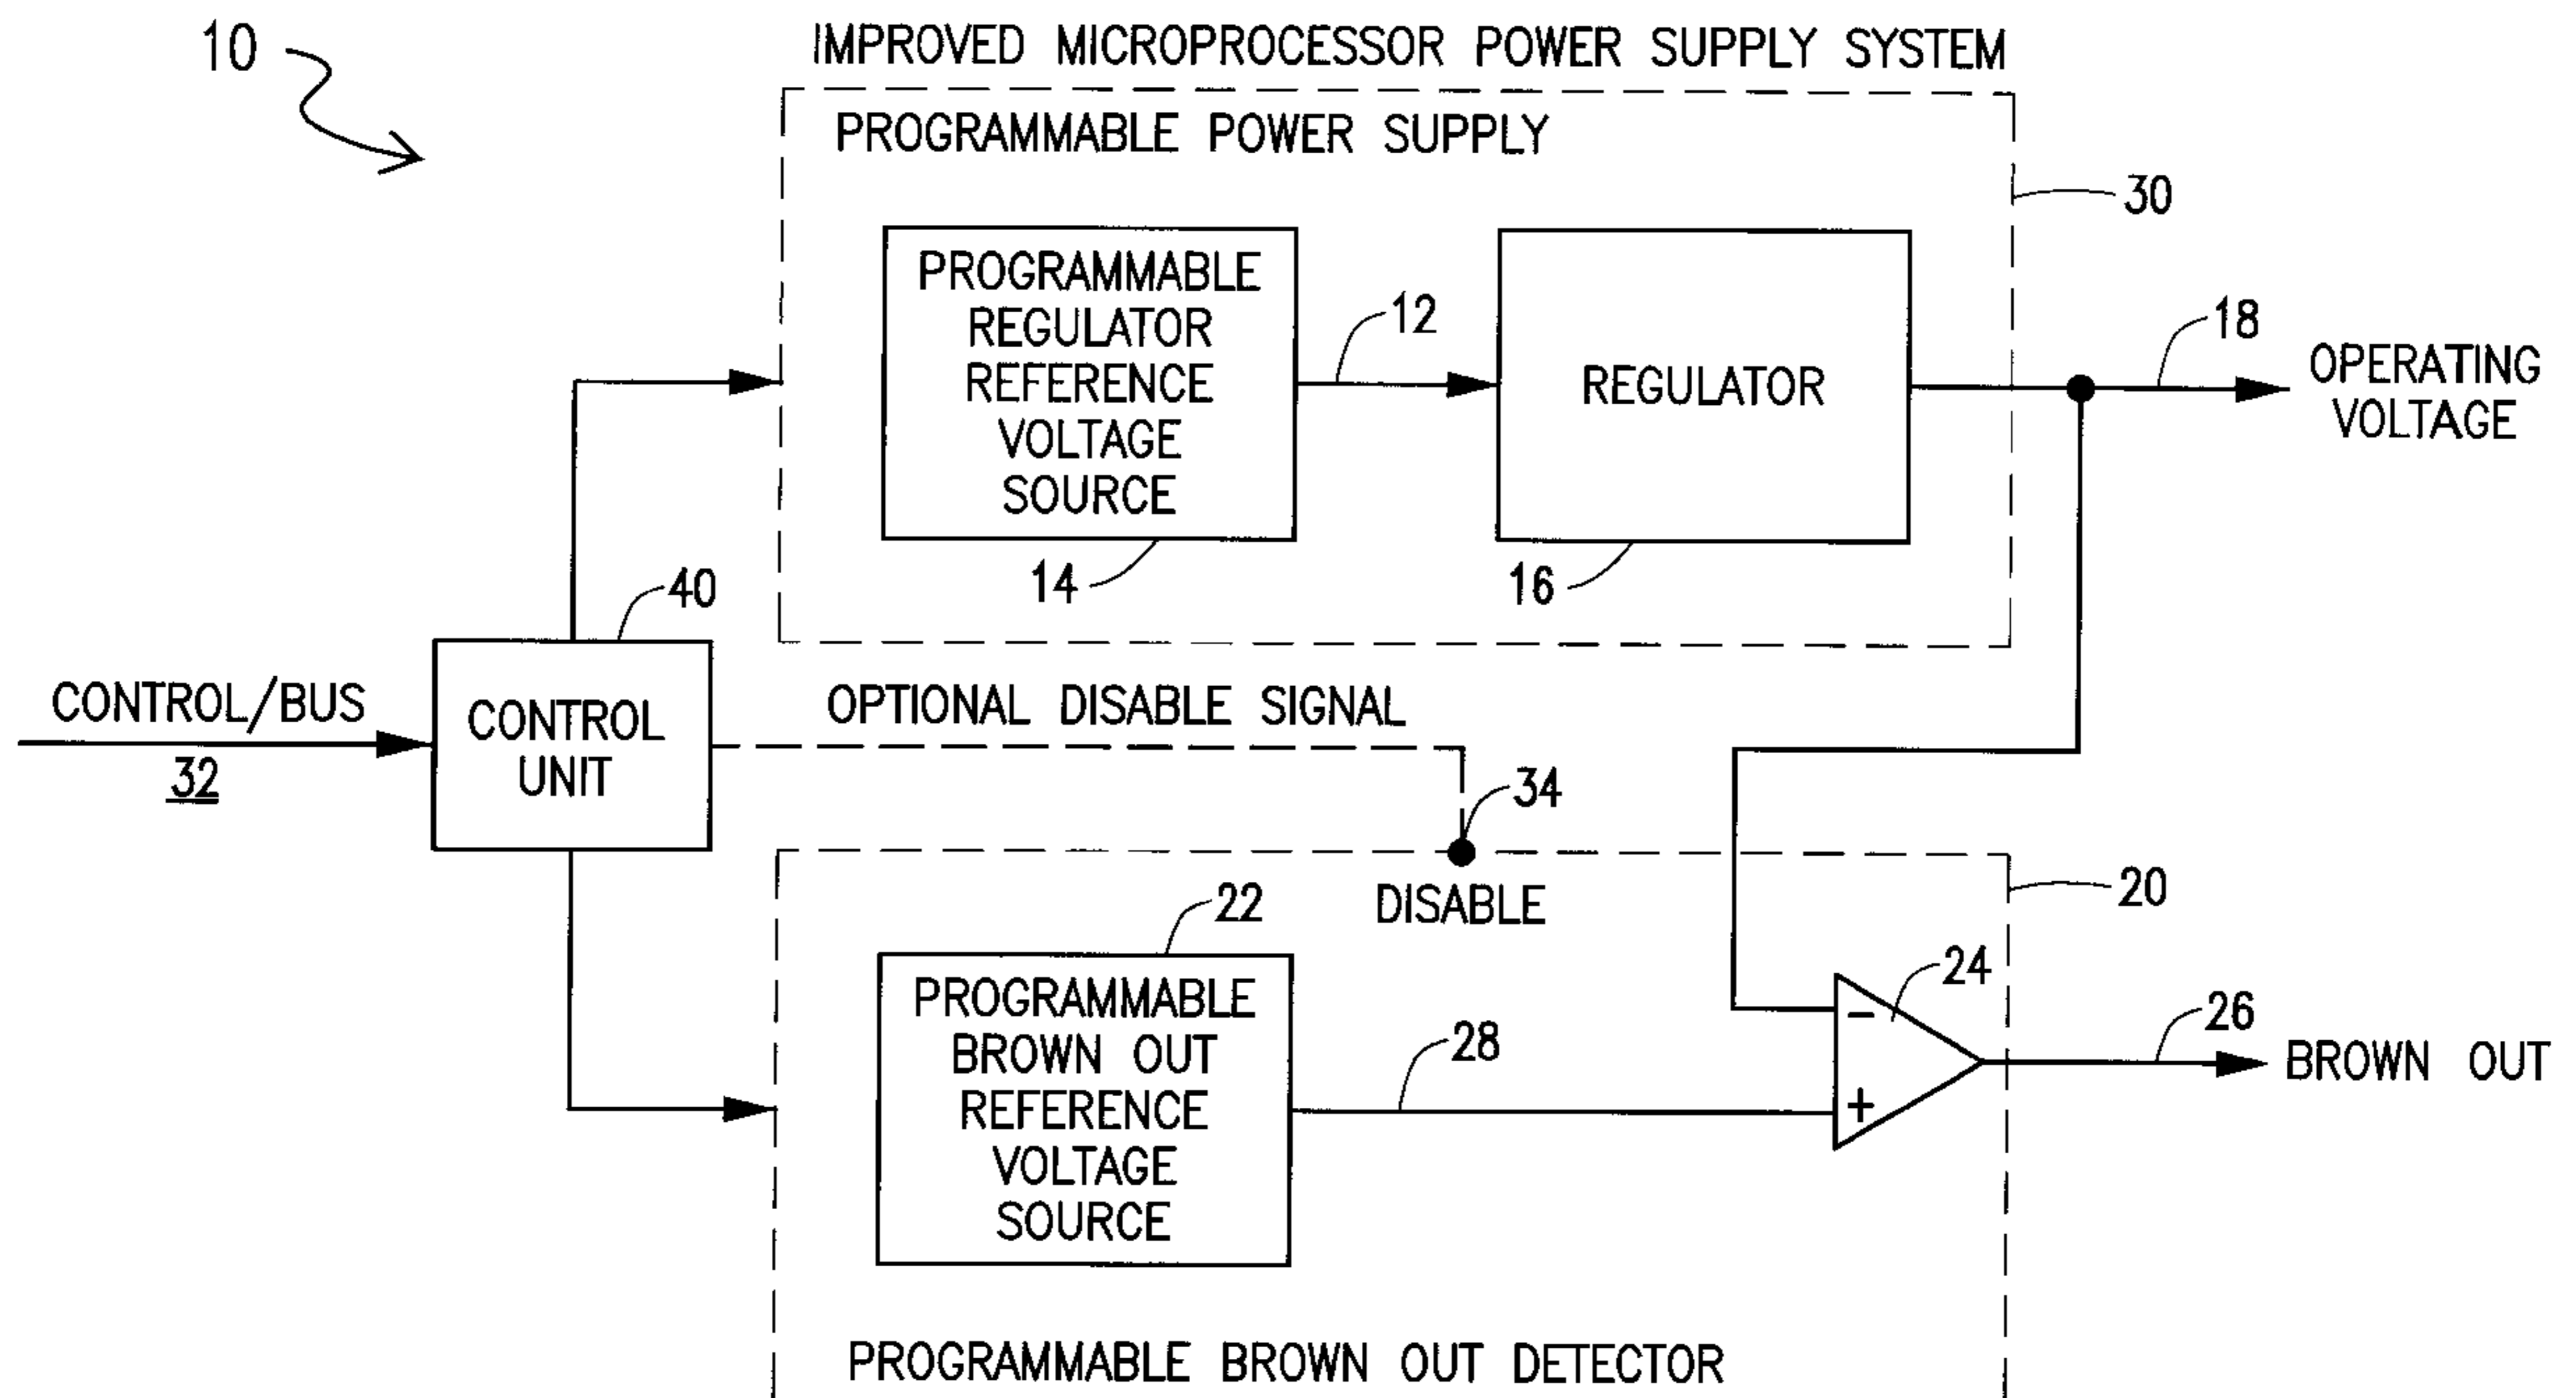 10
IMPROVED MICROPROCESSOR POWER SUPPLY SYSTEM
PROGRAMMABLE POWER SUPPLY
30
PROGRAMMABLE
REGULATOR
REFERENCE
VOLTAGE
SOURCE
12
REGULATOR
18
OPERATING
VOLTAGE
14
16
40
CONTROL/BUS
32
CONTROL
UNIT
OPTIONAL DISABLE SIGNAL
34
DISABLE
20
22
PROGRAMMABLE
BROWN OUT
REFERENCE
VOLTAGE
SOURCE
28
24
−
+
26
BROWN OUT
PROGRAMMABLE BROWN OUT DETECTOR